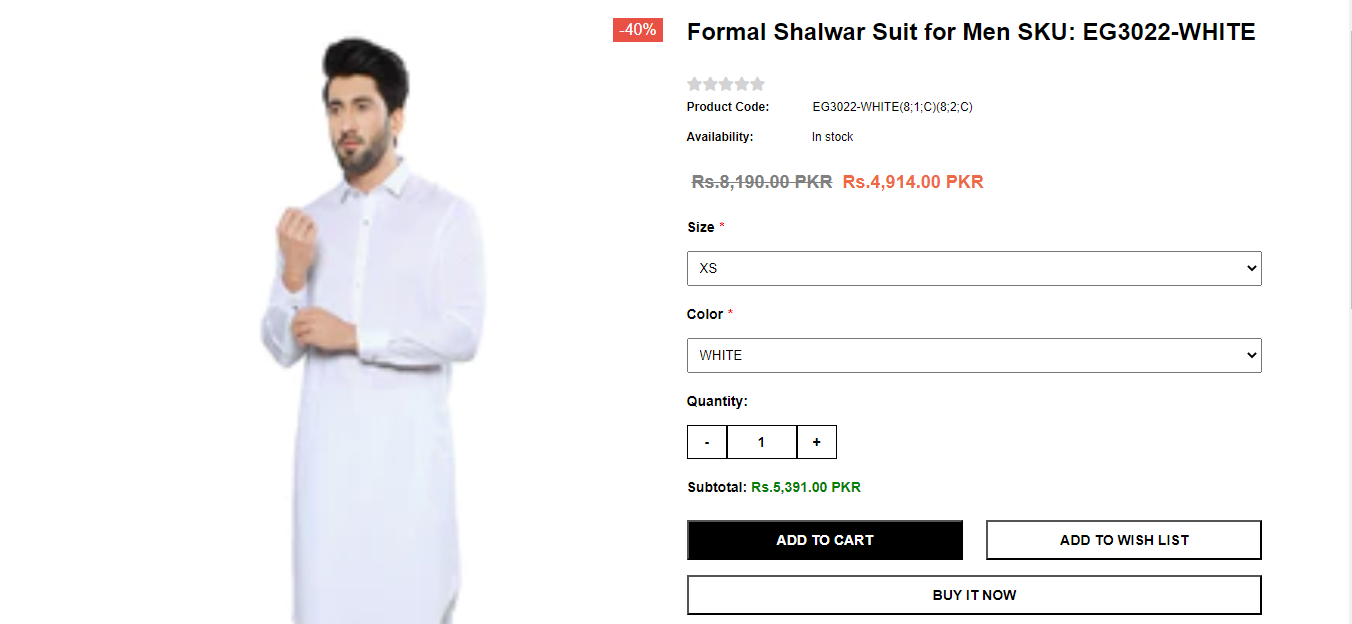 -40%
Formal Shalwar Suit for Men SKU: EG3022-WHITE
Product Code: EG3022-WHITE(8;1;C)(8;2;C)
Availability: In stock
Rs.8,190.00 PKR Rs.4,914.00 PKR
Size *
XS
Color *
WHITE
Quantity:
- 1 +
Subtotal: Rs.5,391.00 PKR
ADD TO CART ADD TO WISH LIST
BUY IT NOW